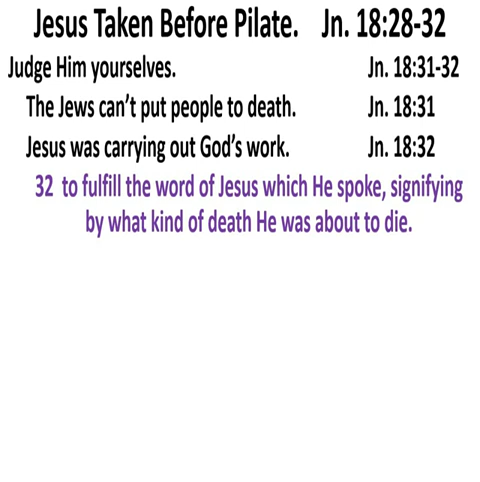 Jesus Taken Before Pilate. Jn. 18:28-32
Judge Him yourselves. Jn. 18:31-32
The Jews can’t put people to death. Jn. 18:31
Jesus was carrying out God’s work. Jn. 18:32
32 to fulfill the word of Jesus which He spoke, signifying
by what kind of death He was about to die.